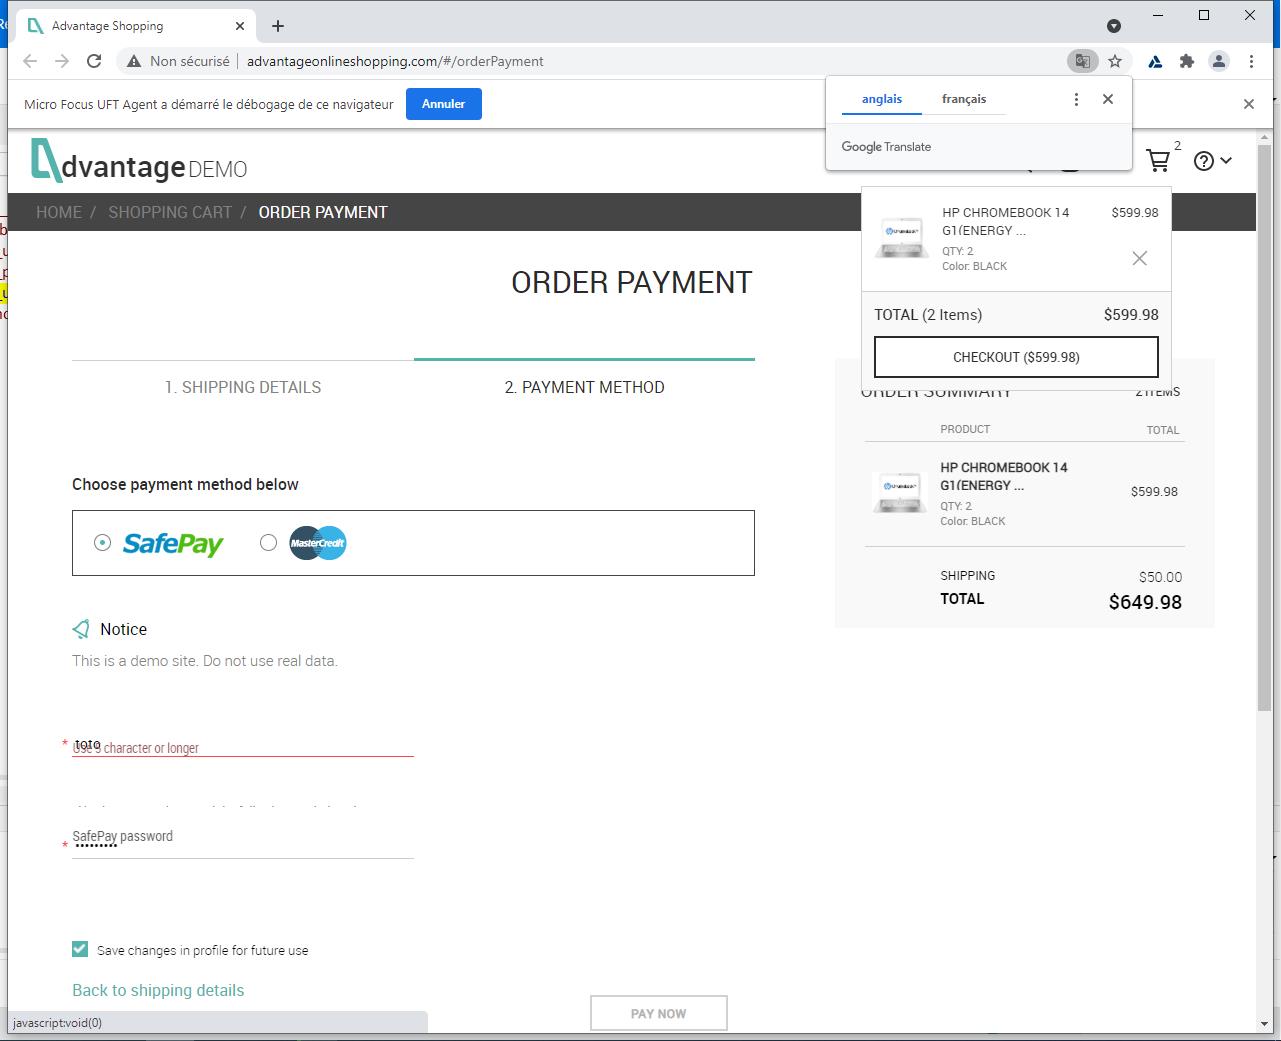 Re
Advantage Shopping
Non sécurisé advantageonlineshopping.com/#/orderPayment
Micro Focus UFT Agent a démarré le débogage de ce navigateur Annuler
anglais français
Google Translate
AdvantageDEMO
2
HOME / SHOPPING CART / ORDER PAYMENT
HP CHROMEBOOK 14 $599.98
G1(ENERGY ...
QTY: 2
Color: BLACK
TOTAL (2 Items) $599.98
CHECKOUT ($599.98)
ORDER PAYMENT
1. SHIPPING DETAILS 2. PAYMENT METHOD
ORDER SUMMARY 2 ITEMS
PRODUCT TOTAL
HP CHROMEBOOK 14
G1(ENERGY ...
$599.98
QTY: 2
Color: BLACK
SHIPPING $50.00
TOTAL $649.98
Choose payment method below
SafePay MasterCredit
Notice
This is a demo site. Do not use real data.
* toto
Use 5 character or longer
SafePay password
* •••••••••
Save changes in profile for future use
Back to shipping details
PAY NOW
javascript:void(0)